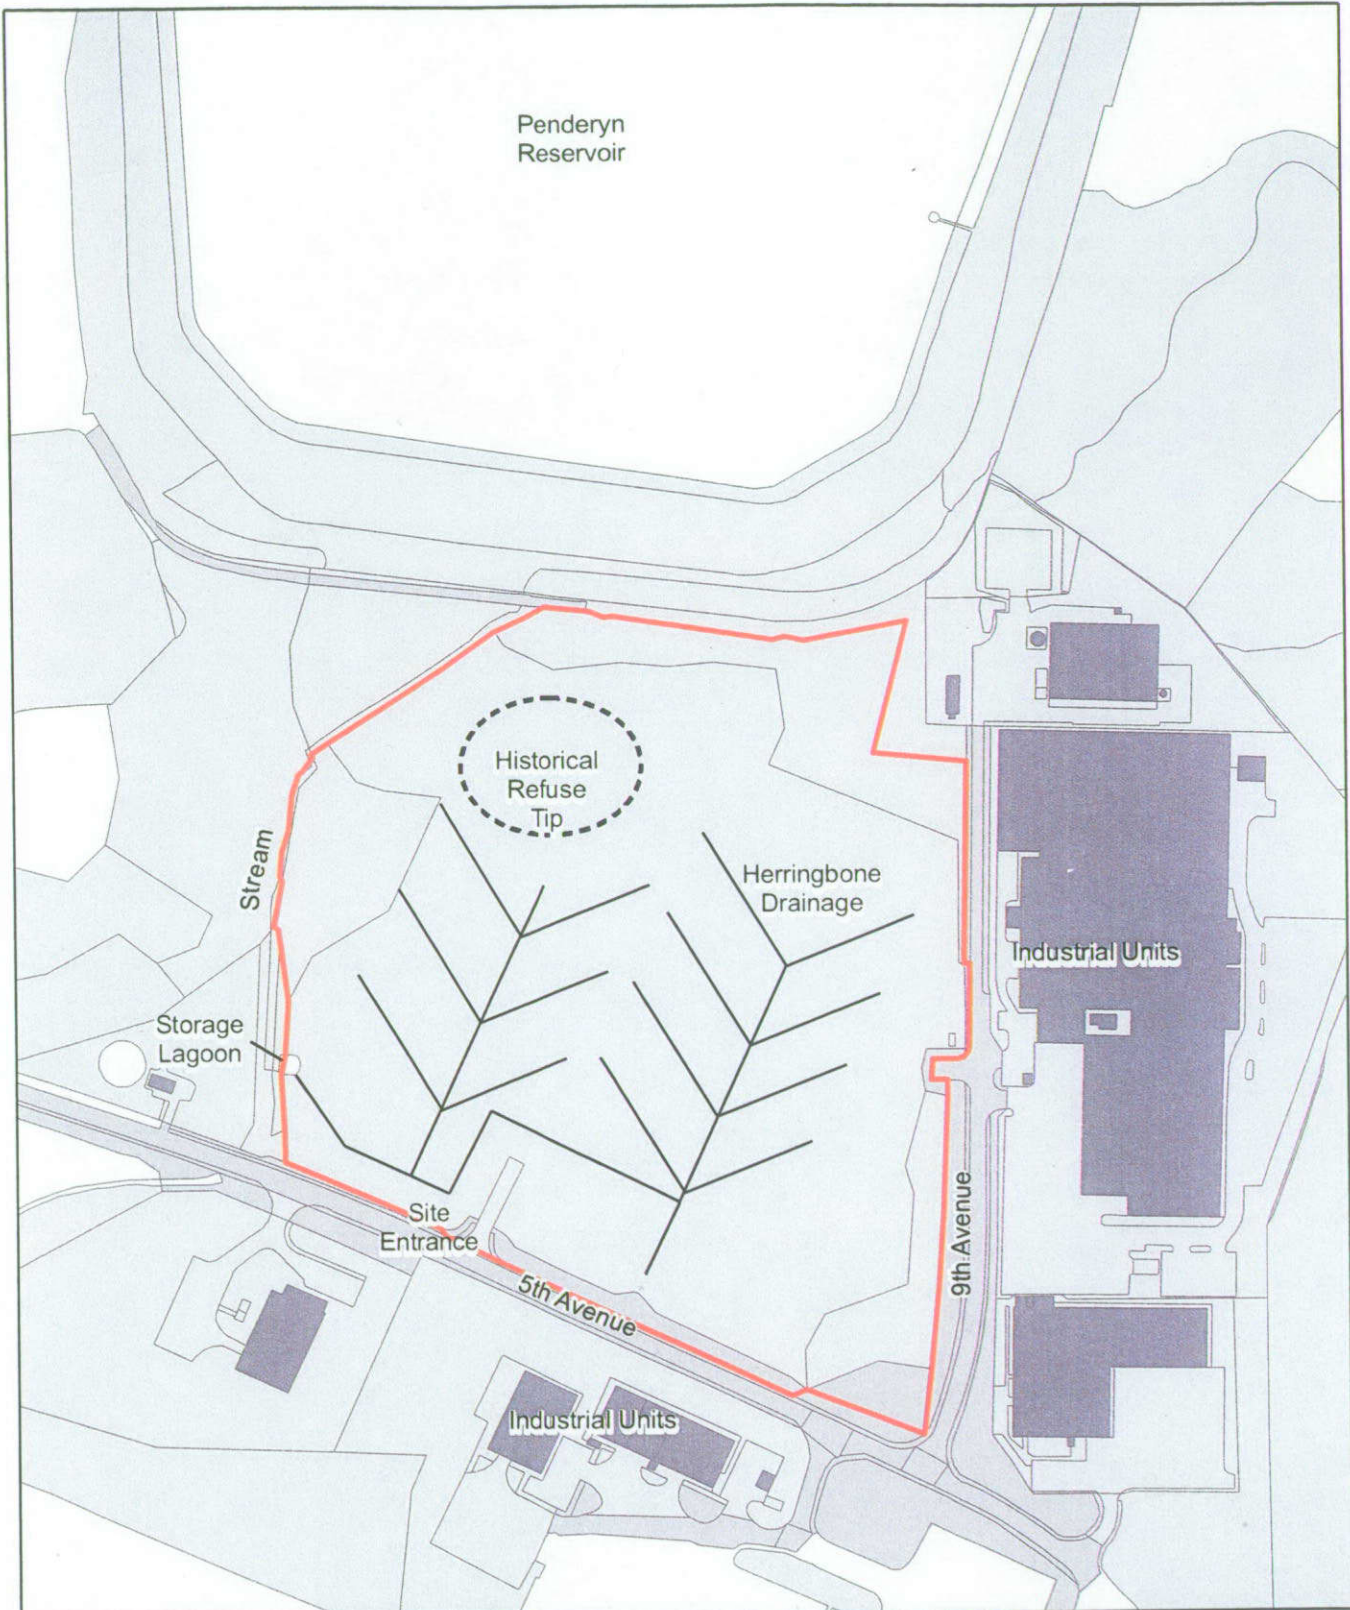 Penderyn
Reservoir
Historical
Refuse
Tip
Stream
Herringbone
Drainage
Industrial Units
Storage
Lagoon
Site
Entrance
5th Avenue
9th Avenue
Industrial Units